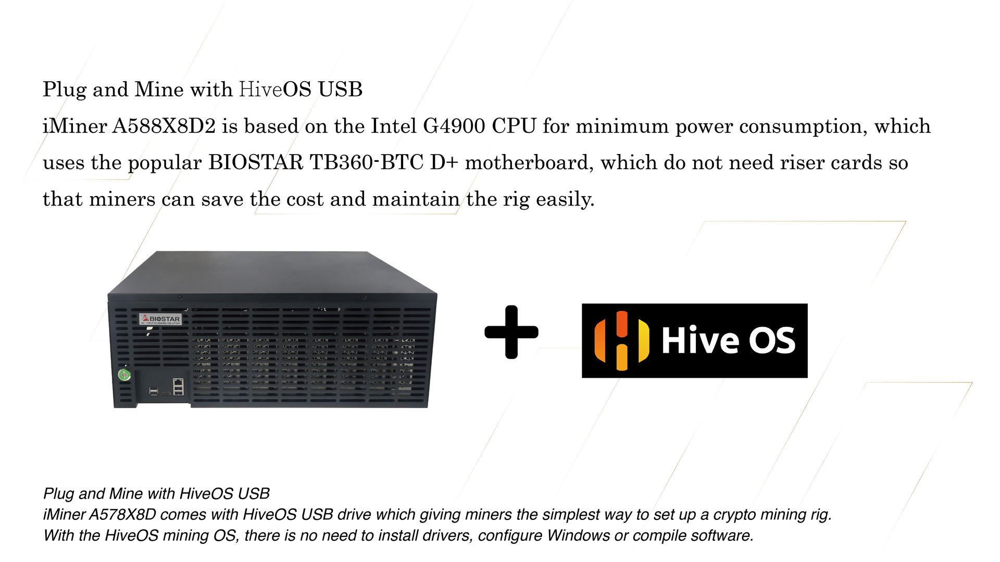 Plug and Mine with HiveOS USB
iMiner A588X8D2 is based on the Intel G4900 CPU for minimum power consumption, which
uses the popular BIOSTAR TB360-BTC D+ motherboard, which do not need riser cards so
that miners can save the cost and maintain the rig easily.
BIOSTAR
NO.1 CRYPTO MINING SOLUTION!
Hive OS
Plug and Mine with HiveOS USB
iMiner A578X8D comes with HiveOS USB drive which giving miners the simplest way to set up a crypto mining rig.
With the HiveOS mining OS, there is no need to install drivers, configure Windows or compile software.